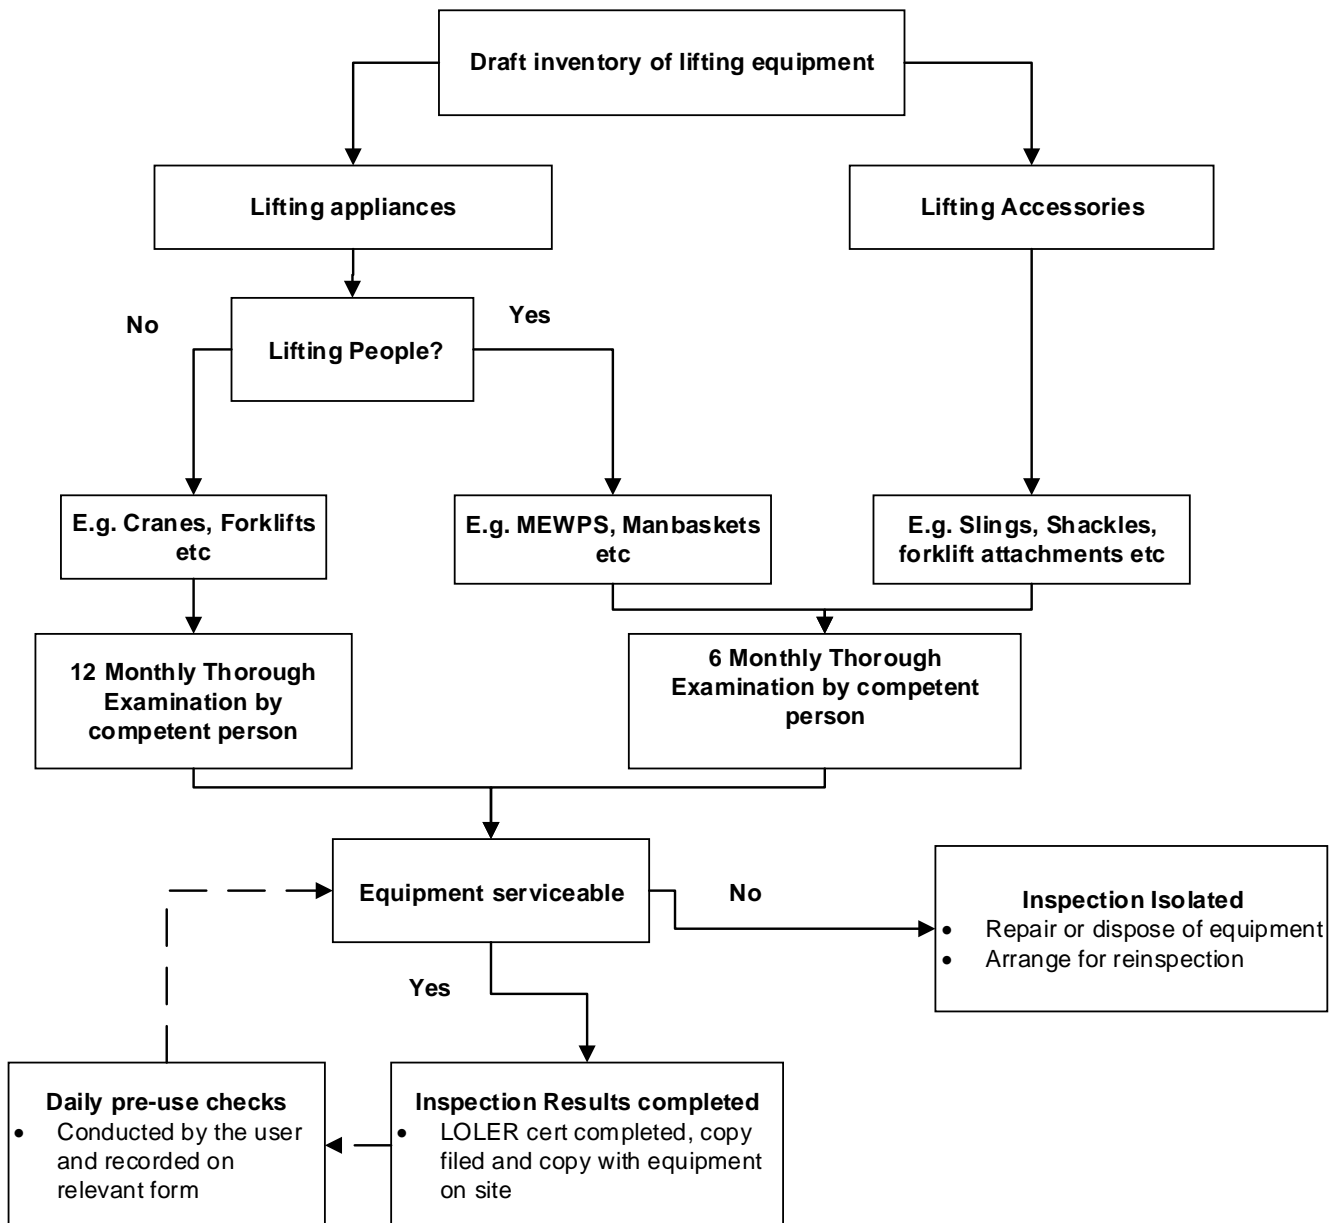 Draft inventory of lifting equipment
Lifting appliances
Lifting Accessories
No
Yes
Lifting People?
E.g. Cranes, Forklifts
etc
E.g. MEWPS, Manbaskets
etc
E.g. Slings, Shackles,
forklift attachments etc
12 Monthly Thorough
Examination by
competent person
6 Monthly Thorough
Examination by competent
person
Equipment serviceable
No
Inspection Isolated
• Repair or dispose of equipment
• Arrange for reinspection
Yes
Daily pre-use checks
• Conducted by the user
and recorded on
relevant form
Inspection Results completed
• LOLER cert completed, copy
filed and copy with equipment
on site